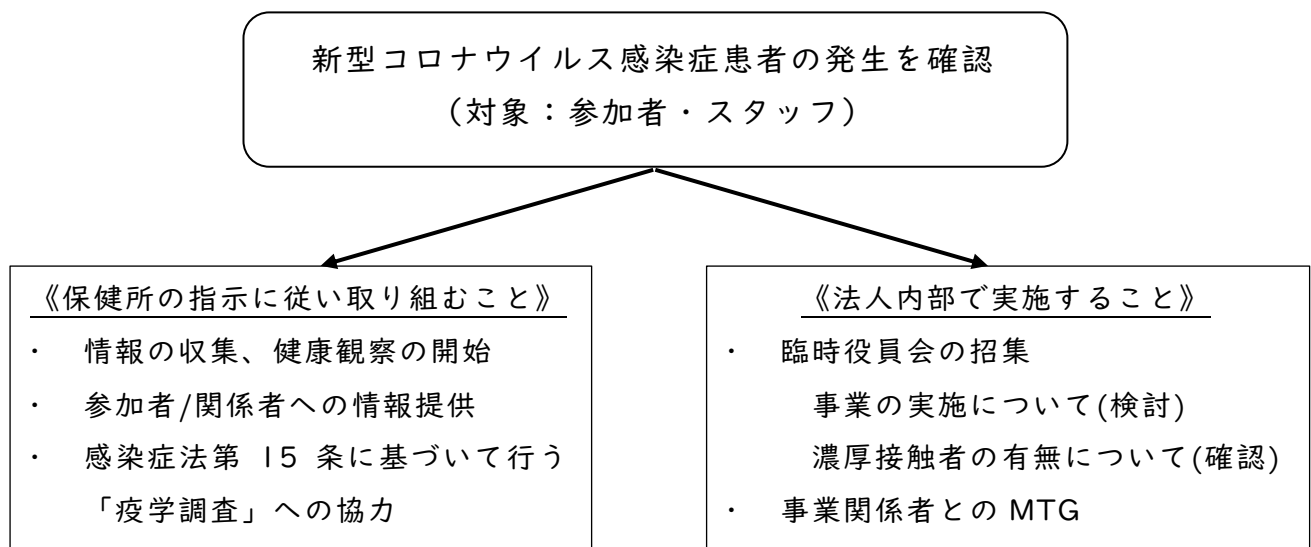 新型コロナウイルス感染症患者の発生を確認
(対象：参加者・スタッフ)
《保健所の指示に従い取り組むこと》
・ 情報の収集、健康観察の開始
・ 参加者/関係者への情報提供
・ 感染症法第 15 条に基づいて行う
「疫学調査」への協力
《法人内部で実施すること》
・ 臨時役員会の招集
事業の実施について(検討)
濃厚接触者の有無について(確認)
・ 事業関係者との MTG